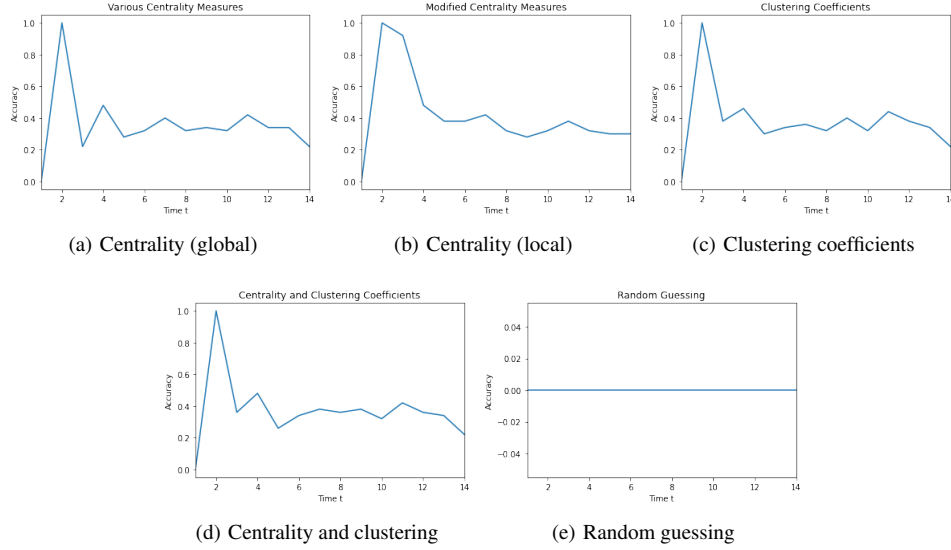 Various Centrality Measures
1.0
0.8
0.6
0.4
0.2
0.0
Accuracy
2 4 6 8 10 12 14
Time t
(a) Centrality (global)
Modified Centrality Measures
1.0
0.8
0.6
0.4
0.2
0.0
Accuracy
2 4 6 8 10 12 14
Time t
(b) Centrality (local)
Clustering Coefficients
1.0
0.8
0.6
0.4
0.2
0.0
Accuracy
2 4 6 8 10 12 14
Time t
(c) Clustering coefficients
Centrality and Clustering Coefficients
1.0
0.8
0.6
0.4
0.2
0.0
Accuracy
2 4 6 8 10 12 14
Time t
(d) Centrality and clustering
Random Guessing
0.04
0.02
0.00
−0.02
−0.04
Accuracy
2 4 6 8 10 12 14
Time t
(e) Random guessing